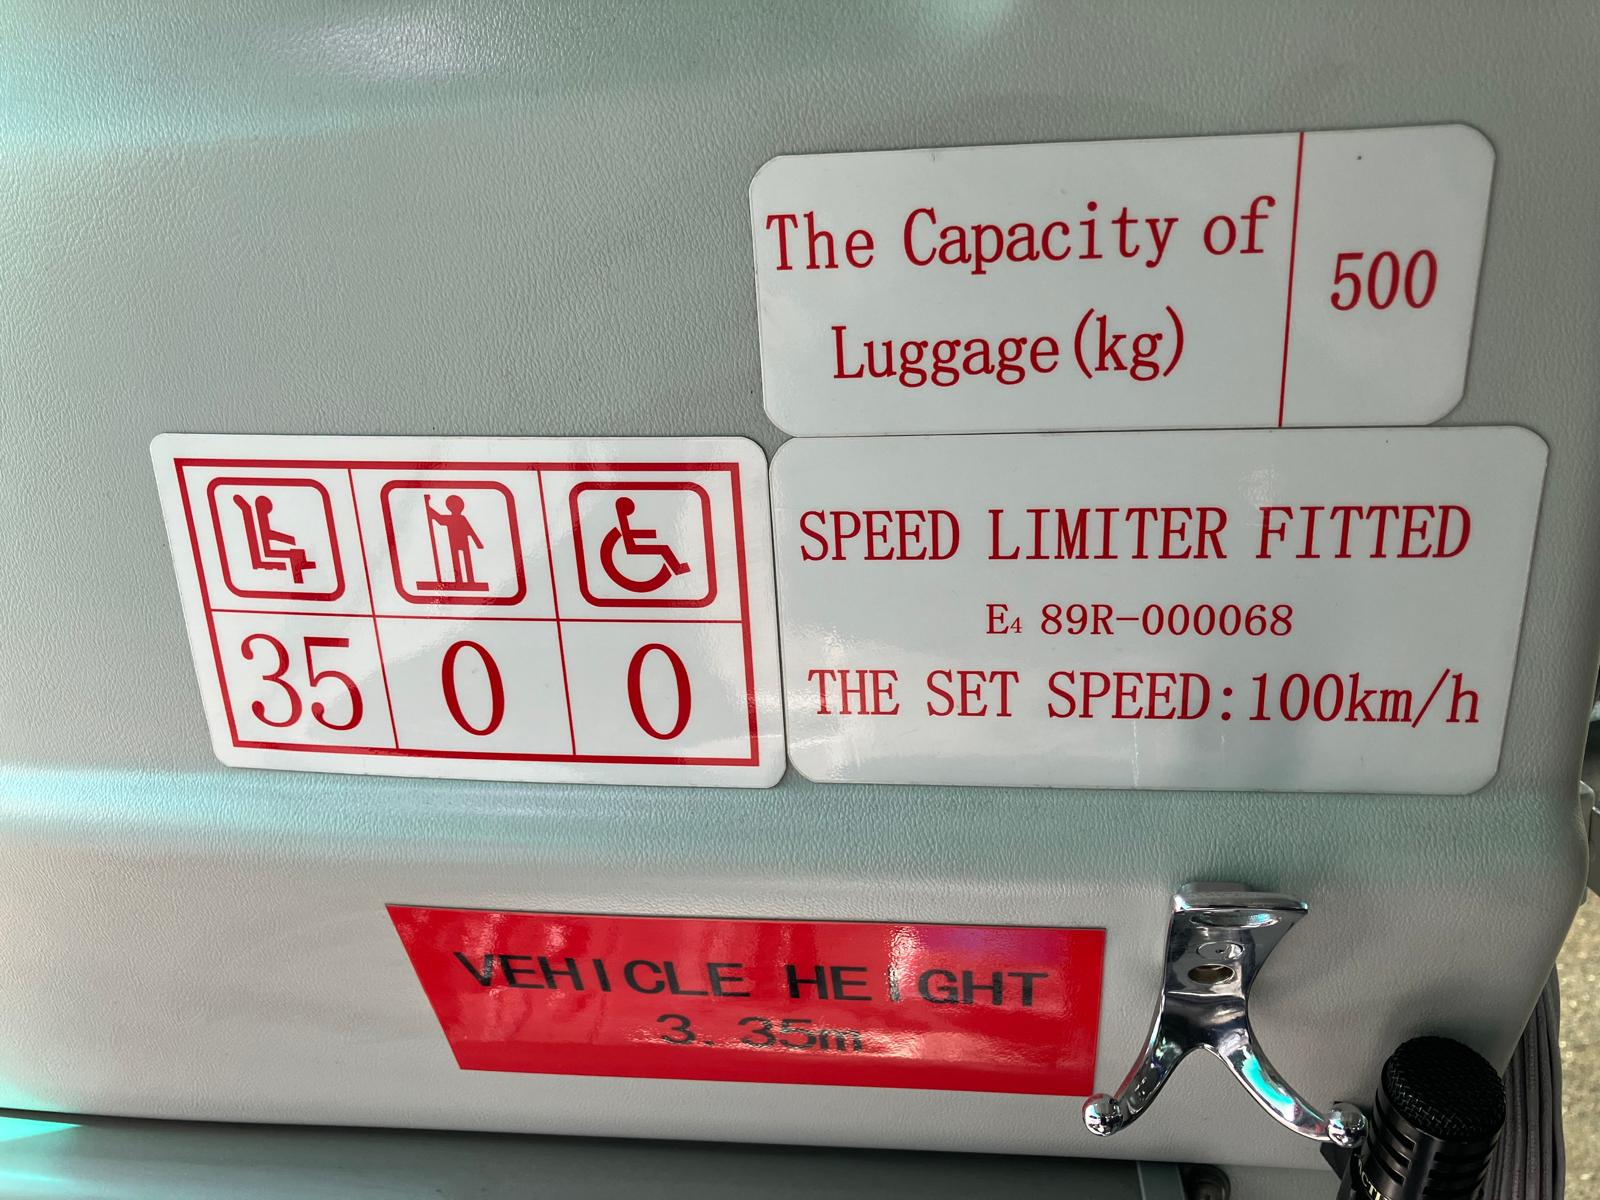 The Capacity of
Luggage(kg)
500
35 0 0
SPEED LIMITER FITTED
E4 89R-000068
THE SET SPEED:100km/h
VEHICLE HEIGHT
3.35m